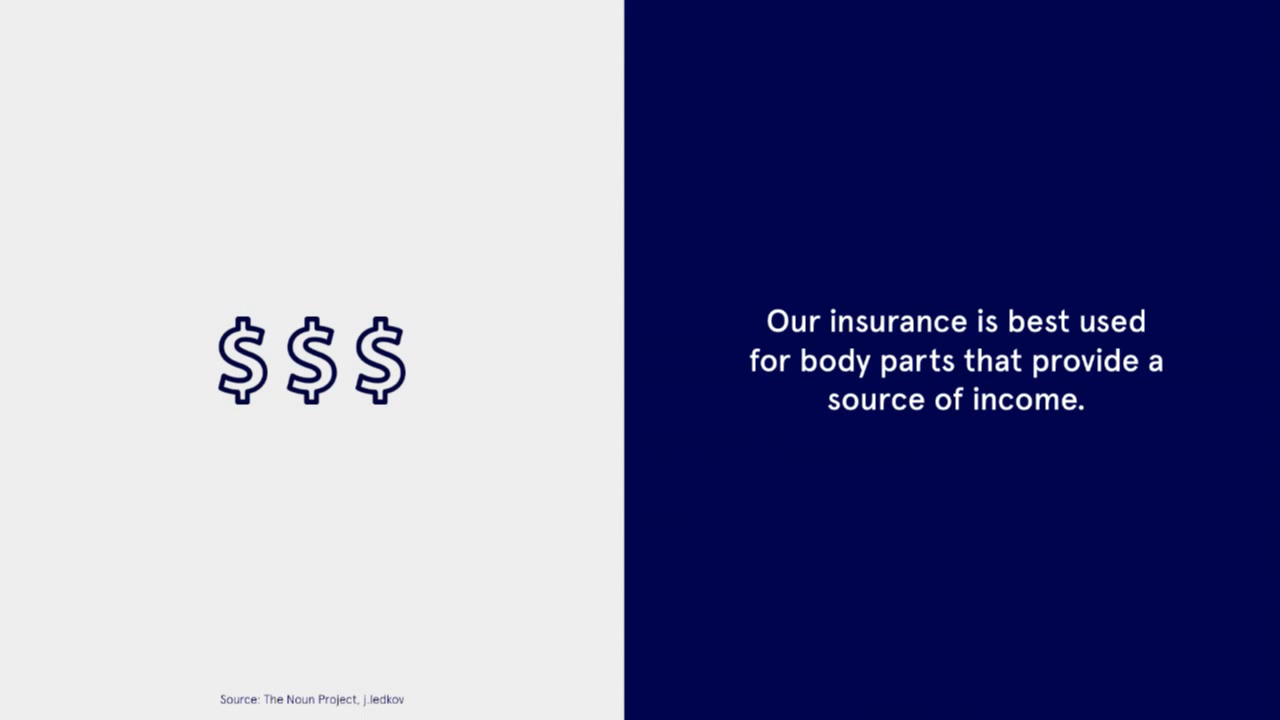 $ $ $
Our insurance is best used
for body parts that provide a
source of income.
Source: The Noun Project, j.ledkov